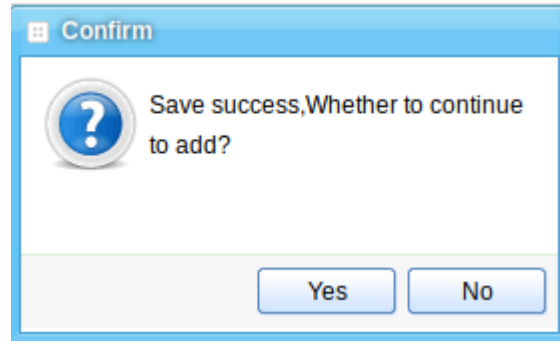 Confirm
Save success,Whether to continue
to add?
Yes
No